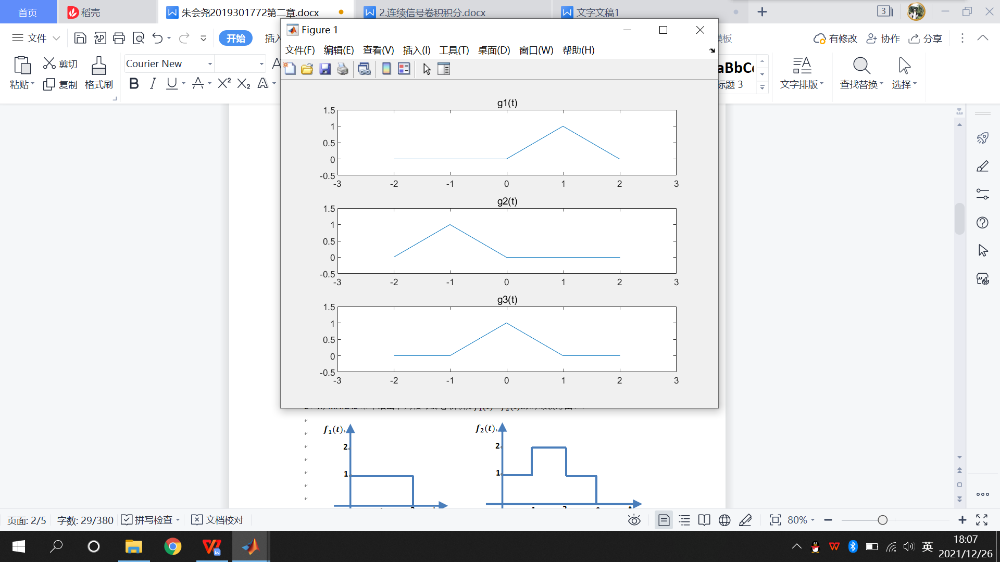 首页
稻壳
朱会尧2019301772第二章.docx
2.连续信号卷积积分.docx
文字文稿1
3
文件
开始
插入
模板
有修改
协作
分享
粘贴
剪切
复制
格式刷
Courier New
标题 3
文字排版
查找替换
选择
Figure 1
文件(F) 编辑(E) 查看(V) 插入(I) 工具(T) 桌面(D) 窗口(W) 帮助(H)
g1(t)
1.5
1
0.5
0
-0.5
-3 -2 -1 0 1 2 3
g2(t)
1.5
1
0.5
0
-0.5
-3 -2 -1 0 1 2 3
g3(t)
1.5
1
0.5
0
-0.5
-3 -2 -1 0 1 2 3
f₁(t)
2
1
f₂(t)
2
1
页面: 2/5 字数: 29/380 拼写检查 文档校对
80%
英
18:07
2021/12/26